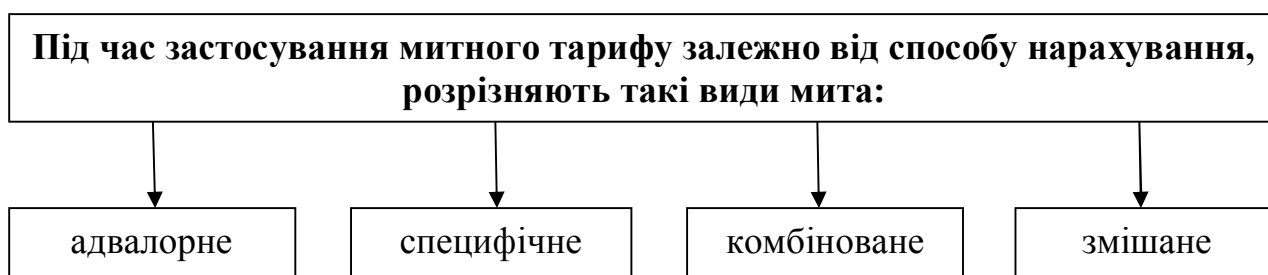 Під час застосування митного тарифу залежно від способу нарахування,
розрізняють такі види мита:
адвалорне
специфічне
комбіноване
змішане